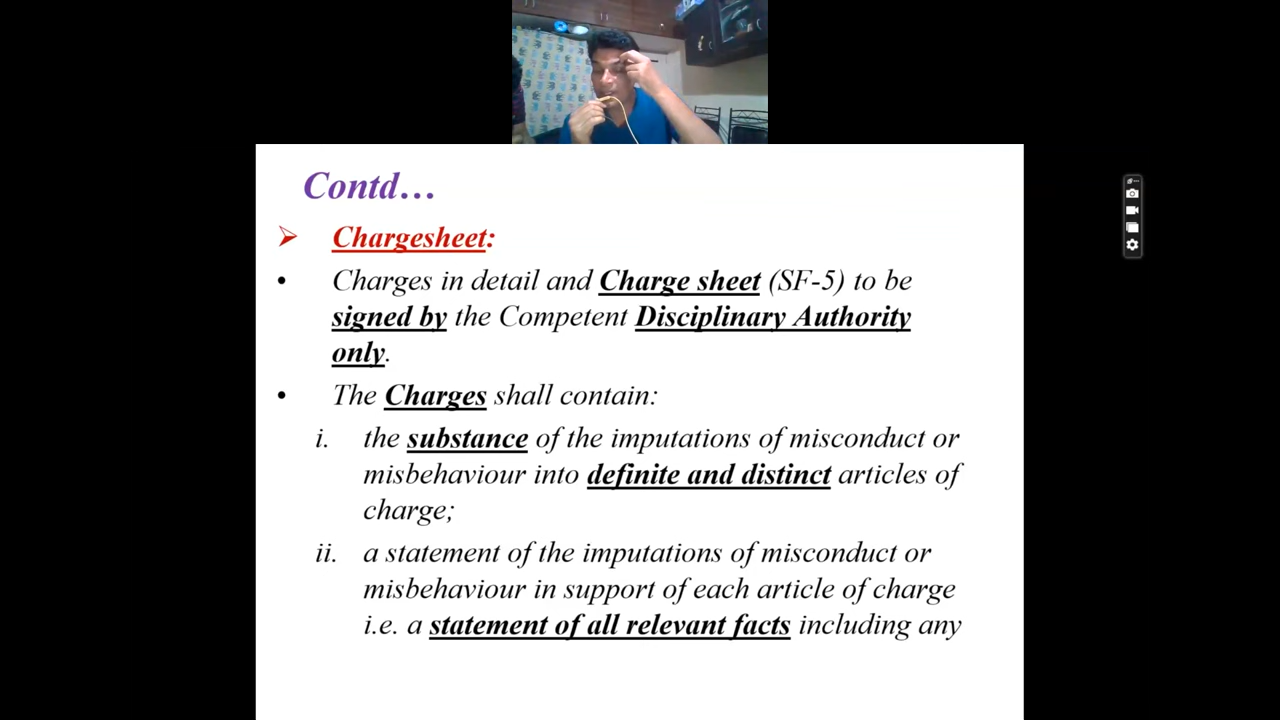 Contd…
➢ Chargesheet:
• Charges in detail and Charge sheet (SF-5) to be
signed by the Competent Disciplinary Authority
only.
• The Charges shall contain:
i. the substance of the imputations of misconduct or
misbehaviour into definite and distinct articles of
charge;
ii. a statement of the imputations of misconduct or
misbehaviour in support of each article of charge
i.e. a statement of all relevant facts including any